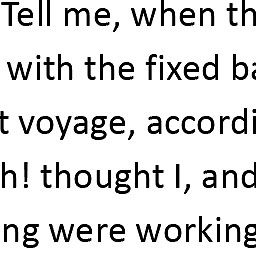 Tell me, when th
with the fixed ba
t voyage, accordi
h! thought I, and
ng were working